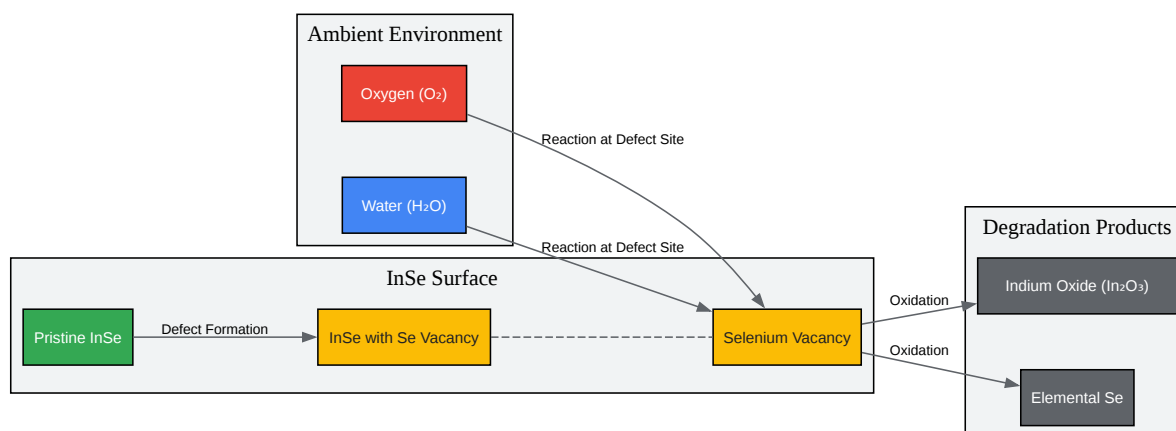 Ambient Environment
Oxygen (O₂)
Reaction at Defect Site
Water (H₂O)
Reaction at Defect Site
InSe Surface
Pristine InSe
Defect Formation
InSe with Se Vacancy
Selenium Vacancy
Oxidation
Oxidation
Degradation Products
Indium Oxide (In₂O₃)
Elemental Se